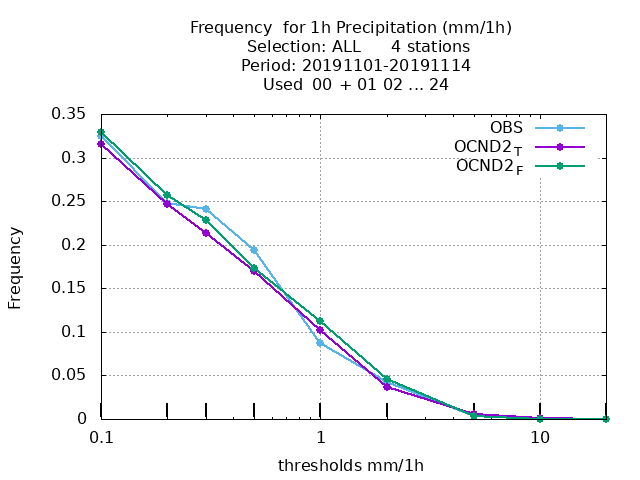 Frequency  for 1h Precipitation (mm/1h)
Selection: ALL      4 stations
Period: 20191101-20191114
Used  00  + 01 02 ... 24
0.35
0.3
0.25
0.2
0.15
0.1
0.05
0
Frequency
OBS
OCND2T
OCND2F
0.1
1
10
thresholds mm/1h